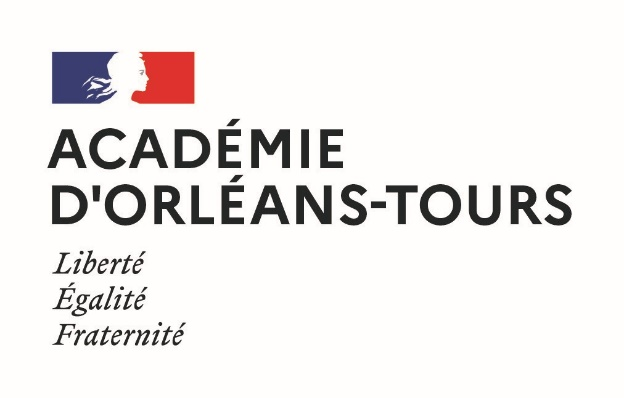 ACADÉMIE
D'ORLÉANS-TOURS
Liberté
Égalité
Fraternité